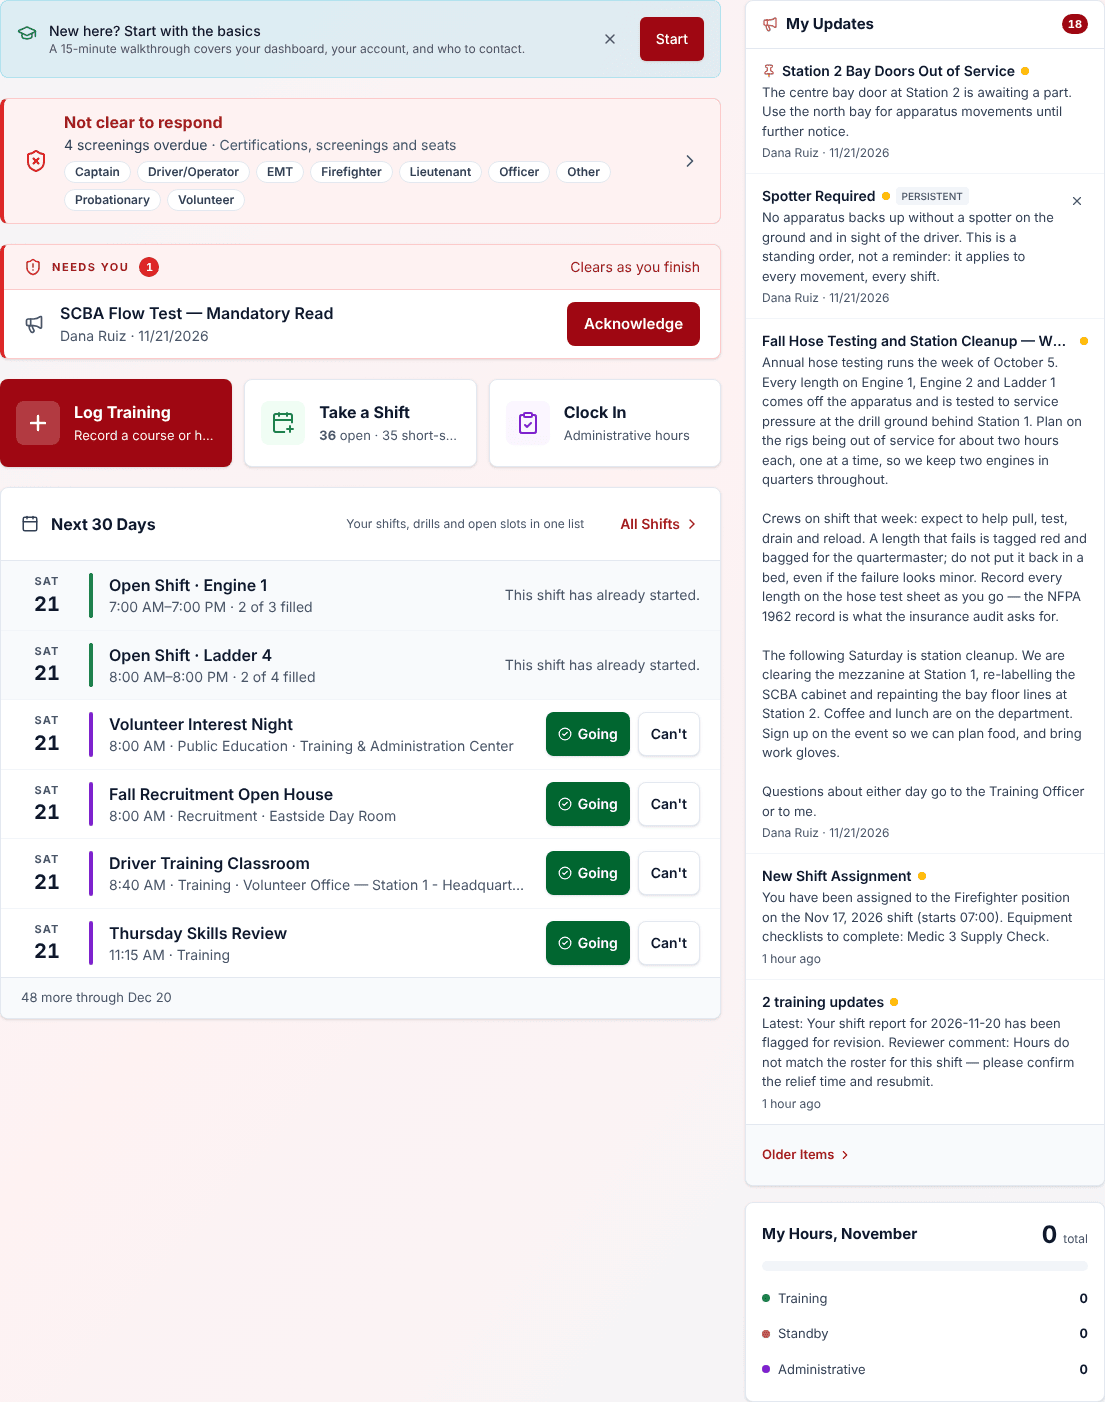 New here? Start with the basics
A 15-minute walkthrough covers your dashboard, your account, and who to contact.
Start
Not clear to respond
4 screenings overdue · Certifications, screenings and seats
Captain
Driver/Operator
EMT
Firefighter
Lieutenant
Officer
Other
Probationary
Volunteer
NEEDS YOU 1
Clears as you finish
SCBA Flow Test — Mandatory Read
Dana Ruiz · 11/21/2026
Acknowledge
Log Training
Record a course or h...
Take a Shift
36 open · 35 short-s...
Clock In
Administrative hours
Next 30 Days
Your shifts, drills and open slots in one list
All Shifts
SAT
21
Open Shift · Engine 1
7:00 AM–7:00 PM · 2 of 3 filled
This shift has already started.
SAT
21
Open Shift · Ladder 4
8:00 AM–8:00 PM · 2 of 4 filled
This shift has already started.
SAT
21
Volunteer Interest Night
8:00 AM · Public Education · Training & Administration Center
Going
Can't
SAT
21
Fall Recruitment Open House
8:00 AM · Recruitment · Eastside Day Room
Going
Can't
SAT
21
Driver Training Classroom
8:40 AM · Training · Volunteer Office — Station 1 - Headquart...
Going
Can't
SAT
21
Thursday Skills Review
11:15 AM · Training
Going
Can't
48 more through Dec 20
My Updates
18
Station 2 Bay Doors Out of Service
The centre bay door at Station 2 is awaiting a part.
Use the north bay for apparatus movements until
further notice.
Dana Ruiz · 11/21/2026
Spotter Required
PERSISTENT
No apparatus backs up without a spotter on the
ground and in sight of the driver. This is a
standing order, not a reminder: it applies to
every movement, every shift.
Dana Ruiz · 11/21/2026
Fall Hose Testing and Station Cleanup — W...
Annual hose testing runs the week of October 5.
Every length on Engine 1, Engine 2 and Ladder 1
comes off the apparatus and is tested to service
pressure at the drill ground behind Station 1. Plan on
the rigs being out of service for about two hours
each, one at a time, so we keep two engines in
quarters throughout.
Crews on shift that week: expect to help pull, test,
drain and reload. A length that fails is tagged red and
bagged for the quartermaster; do not put it back in a
bed, even if the failure looks minor. Record every
length on the hose test sheet as you go — the NFPA
1962 record is what the insurance audit asks for.
The following Saturday is station cleanup. We are
clearing the mezzanine at Station 1, re-labelling the
SCBA cabinet and repainting the bay floor lines at
Station 2. Coffee and lunch are on the department.
Sign up on the event so we can plan food, and bring
work gloves.
Questions about either day go to the Training Officer
or to me.
Dana Ruiz · 11/21/2026
New Shift Assignment
You have been assigned to the Firefighter position
on the Nov 17, 2026 shift (starts 07:00). Equipment
checklists to complete: Medic 3 Supply Check.
1 hour ago
2 training updates
Latest: Your shift report for 2026-11-20 has been
flagged for revision. Reviewer comment: Hours do
not match the roster for this shift — please confirm
the relief time and resubmit.
1 hour ago
Older Items
My Hours, November
0 total
Training 0
Standby 0
Administrative 0